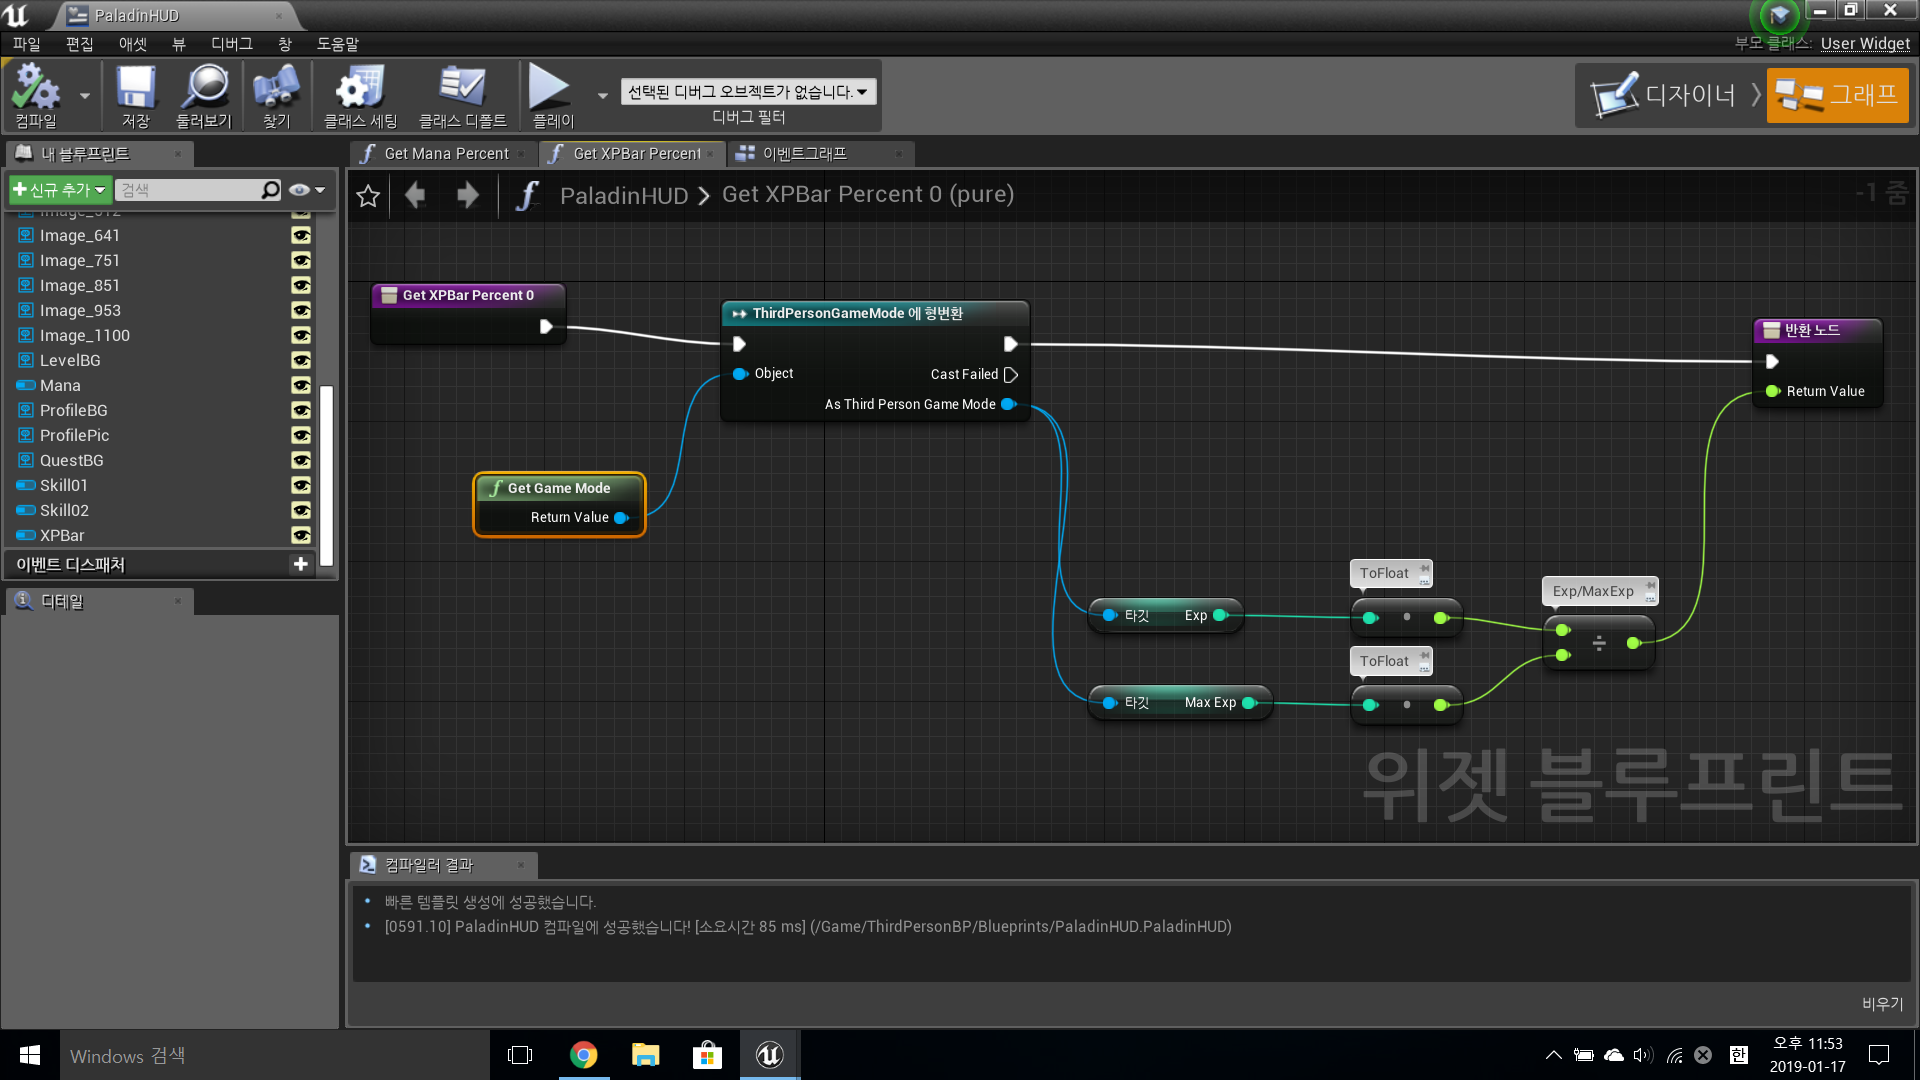 PaladinHUD
파일 편집 애셋 뷰 디버그 창 도움말
부모 클래스: User Widget
컴파일 저장 둘러보기 찾기 클래스 세팅 클래스 디폴트 플레이
선택된 디버그 오브젝트가 없습니다.
디버그 필터
디자이너 그래프
내 블루프린트
신규 추가 검색
Image_641
Image_751
Image_851
Image_953
Image_1100
LevelBG
Mana
ProfileBG
ProfilePic
QuestBG
Skill01
Skill02
XPBar
이벤트 디스패처
디테일
Get Mana Percent Get XPBar Percent 이벤트그래프
PaladinHUD Get XPBar Percent 0 (pure)
-1 줌
Get XPBar Percent 0
ThirdPersonGameMode 에 형변환
Object
Cast Failed
As Third Person Game Mode
반환 노드
Return Value
Get Game Mode
Return Value
ToFloat
Exp/MaxExp
타깃 Exp
ToFloat
타깃 Max Exp
위젯 블루프린트
컴파일러 결과
빠른 템플릿 생성에 성공했습니다.
[0591.10] PaladinHUD 컴파일에 성공했습니다! [소요시간 85 ms] (/Game/ThirdPersonBP/Blueprints/PaladinHUD.PaladinHUD)
비우기
Windows 검색
한
오후 11:53
2019-01-17